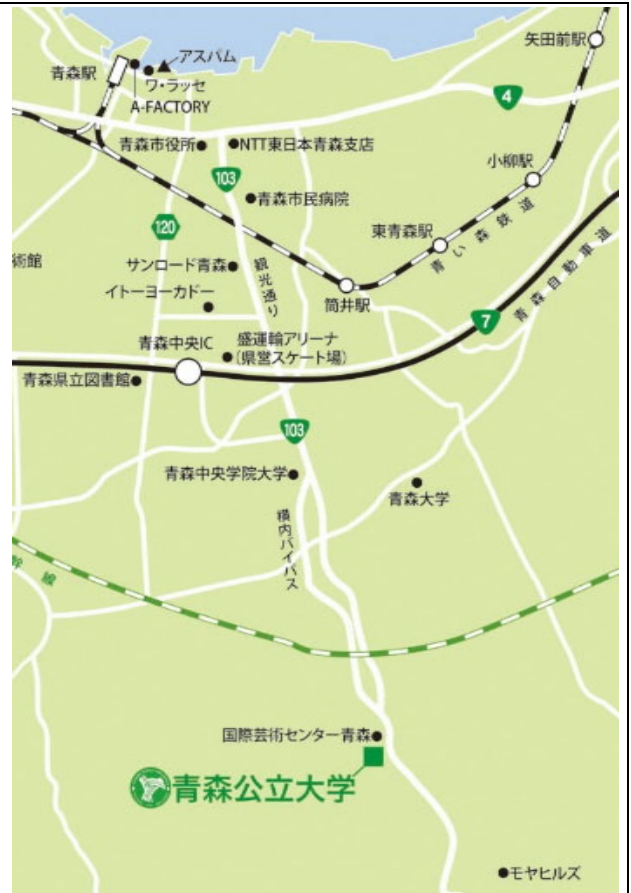 矢田前駅
アスパム
青森駅
ワ・ラッセ
A-FACTORY
4
青森市役所
NTT東日本青森支店
小柳駅
103
青森市民病院
120
東青森駅
青い森鉄道
術館
サンロード青森
観光通り
イトーヨーカドー
筒井駅
青森自動車道
7
青森中央IC
盛運輸アリーナ
(県営スケート場)
青森県立図書館
103
青森中央学院大学
青森大学
横内バイパス
幹線
国際芸術センター青森
青森公立大学
モヤヒルズ